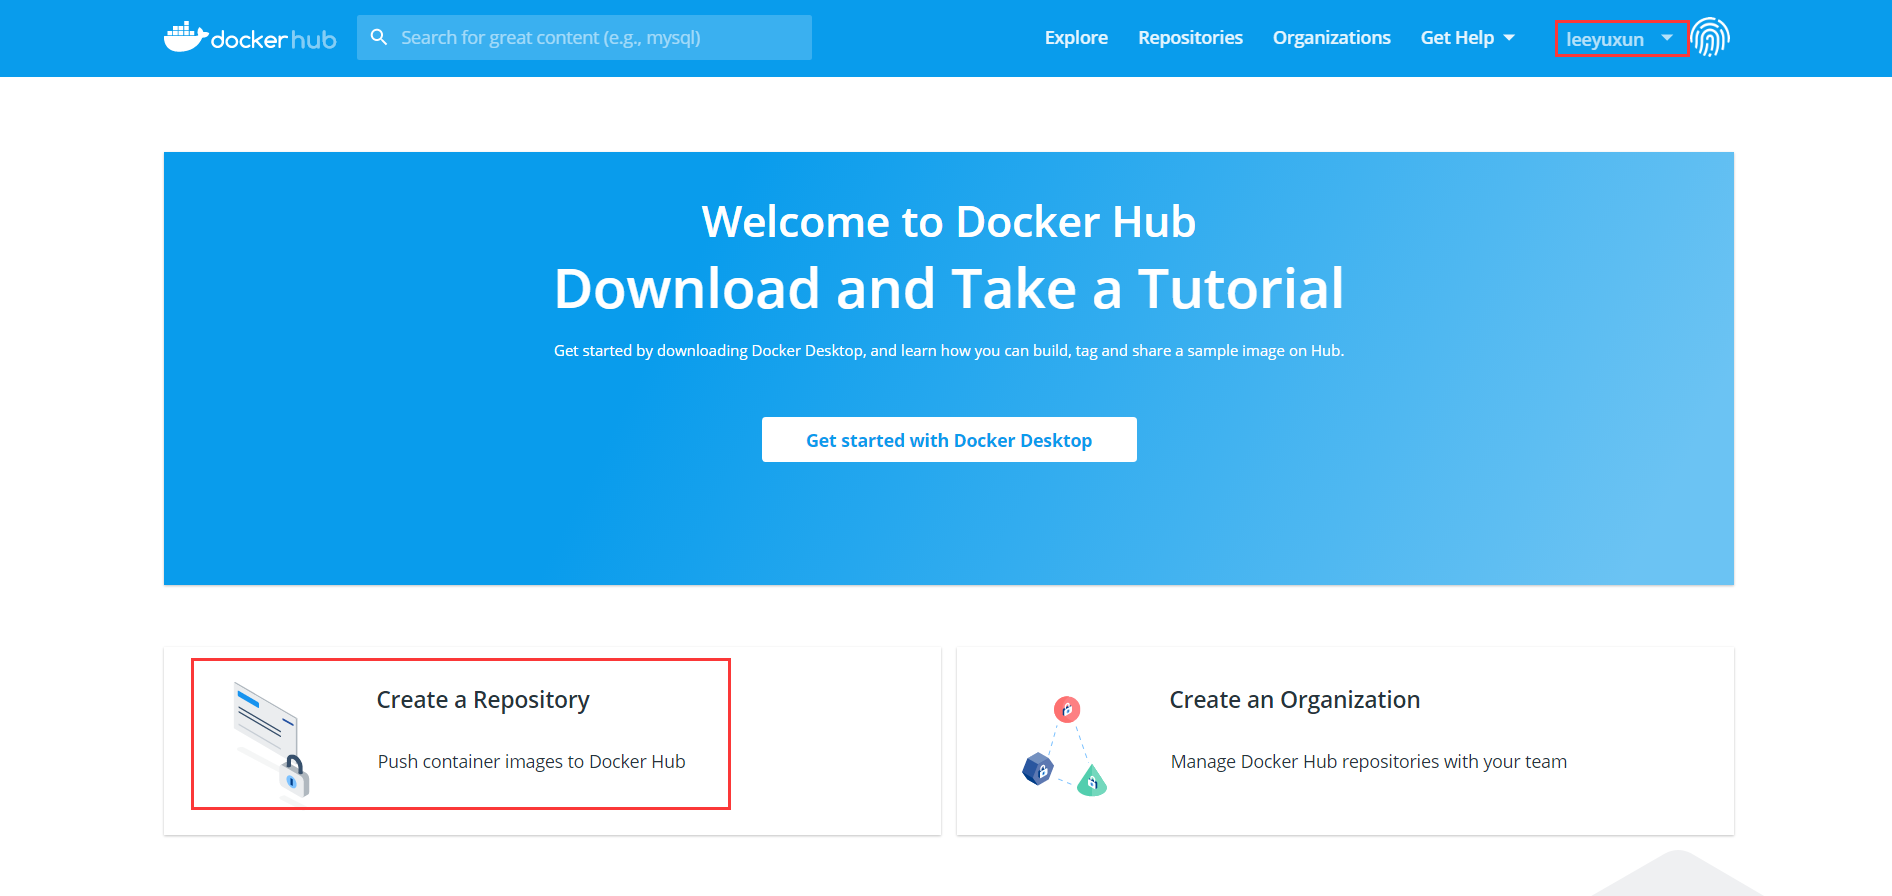 docker hub
Search for great content (e.g., mysql)
Explore
Repositories
Organizations
Get Help
leeyuxun
Welcome to Docker Hub
Download and Take a Tutorial
Get started by downloading Docker Desktop, and learn how you can build, tag and share a sample image on Hub.
Get started with Docker Desktop
Create a Repository
Push container images to Docker Hub
Create an Organization
Manage Docker Hub repositories with your team